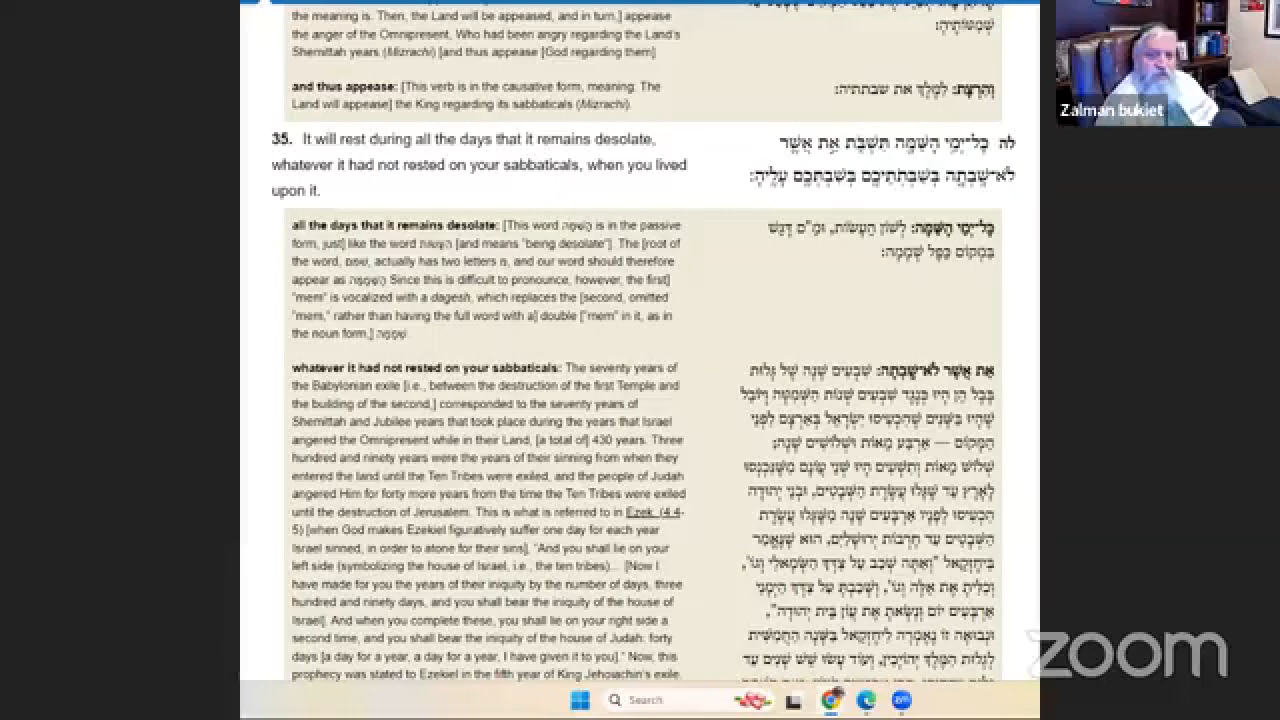 the meaning is. Then, the Land will be appeased, and in turn,] appease
the anger of the Omnipresent, Who had been angry regarding the Land's
Shemittah years (Mizrachi) [and thus appease [God regarding them]
שְׁמִטּוֹתֶיהָ:
and thus appease: [This verb is in the causative form, meaning: The
Land will appease] the King regarding its sabbaticals (Mizrachi).
וְהִרְצָת: לַמֶּלֶךְ אֶת שבתתיה:
35. It will rest during all the days that it remains desolate,
whatever it had not rested on your sabbaticals, when you lived
upon it.
לה כָּל־יְמֵ֥י הׇשַּׁמָּ֖ה תִּשְׁבֹּ֑ת אֵ֣ת אֲשֶׁ֧ר
לֹא־שָׁבְתָ֛ה בְּשַׁבְּתֹתֵיכֶ֖ם בְּשִׁבְתְּכֶ֥ם עָלֶֽיהָ:
all the days that it remains desolate: [This word הָשַּׁמָּה is in the passive
form, just] like the word הֵעָשׂוֹת [and means "being desolate"]. The [root of
the word, שמם, actually has two letters מ, and our word should therefore
appear as הָשְׁמָמָה Since this is difficult to pronounce, however, the first]
"mem" is vocalized with a dagesh, which replaces the [second, omitted
"mem," rather than having the full word with a] double ["mem" in it, as in
the noun form,] שְׁמָמָה.
כׇּל־יְמֵי הׇשַּׁמָּה: לְשׁוֹן הֵעָשׂוֹת, וּמֵ"ם דָּגֵשׁ
בִּמְקוֹם כֶּפֶל שְׁמָמָה:
whatever it had not rested on your sabbaticals: The seventy years of
the Babylonian exile [i.e., between the destruction of the first Temple and
the building of the second,] corresponded to the seventy years of
Shemittah and Jubilee years that took place during the years that Israel
angered the Omnipresent while in their Land, [a total of] 430 years. Three
hundred and ninety years were the years of their sinning from when they
entered the land until the Ten Tribes were exiled, and the people of Judah
angered Him for forty more years from the time the Ten Tribes were exiled
until the destruction of Jerusalem. This is what is referred to in Ezek. (4:4-
5) [when God makes Ezekiel figuratively suffer one day for each year
Israel sinned, in order to atone for their sins], "And you shall lie on your
left side (symbolizing the house of Israel, i.e., the ten tribes)... [Now I
have made for you the years of their iniquity by the number of days, three
hundred and ninety days, and you shall bear the iniquity of the house of
Israel]. And when you complete these, you shall lie on your right side a
second time, and you shall bear the iniquity of the house of Judah: forty
days [a day for a year, a day for a year, I have given it to you]." Now, this
prophecy was stated to Ezekiel in the fifth year of King Jehoiachin's exile.
אֵת אֲשֶׁר לֹא־שָׁבְתָה: שִׁבְעִים שָׁנָה שֶׁל גָּלוּת
בָּבֶל הֵן הָיוּ כְּנֶגֶד שִׁבְעִים שְׁנוֹת הַשְּׁמִטָּה וְיוֹבֵל
שֶׁהָיוּ בַּשָּׁנִים שֶׁהִכְעִיסוּ יִשְׂרָאֵל בְּאַרְצָם לִפְנֵי
הַמָּקוֹם — אַרְבַּע מֵאוֹת וּשְׁלוֹשִׁים שָׁנָה;
שְׁלוֹשׁ מֵאוֹת וְתִשְׁעִים הָיוּ שְׁנֵי עֲוֹנָם מִשֶּׁנִּכְנְסוּ
לָאָרֶץ עַד שֶׁגָּלוּ עֲשֶׂרֶת הַשְּׁבָטִים, וּבְנֵי יְהוּדָה
הִכְעִיסוּ לְפָנָיו אַרְבָּעִים שָׁנָה מִשֶּׁגָּלוּ עֲשֶׂרֶת
הַשְּׁבָטִים עַד חֻרְבוֹת יְרוּשָׁלַיִם, הוּא שֶׁנֶּאֱמַר
בִּיחֶזְקֵאל "וְאַתָּה שְׁכַב עַל צִדְּךָ הַשְּׂמָאלִי וְגוֹ',
וְכִלִּיתָ אֶת אֵלֶּה וְגוֹ', וְשָׁכַבְתָּ עַל צִדְּךָ הַיְמָנִי
אַרְבָּעִים יוֹם וְנָשָׂאתָ אֶת עֲוֹן בֵּית יְהוּדָה",
וּנְבוּאָה זוֹ נֶאֶמְרָה לִיחֶזְקֵאל בַּשָּׁנָה הַחֲמִישִׁית
לְגָלוּת הַמֶּלֶךְ יְהוֹיָכִין, וְעוֹד עָשׂוּ שֵׁשׁ שָׁנִים עַד
Zalman bukiet
zoom
Search